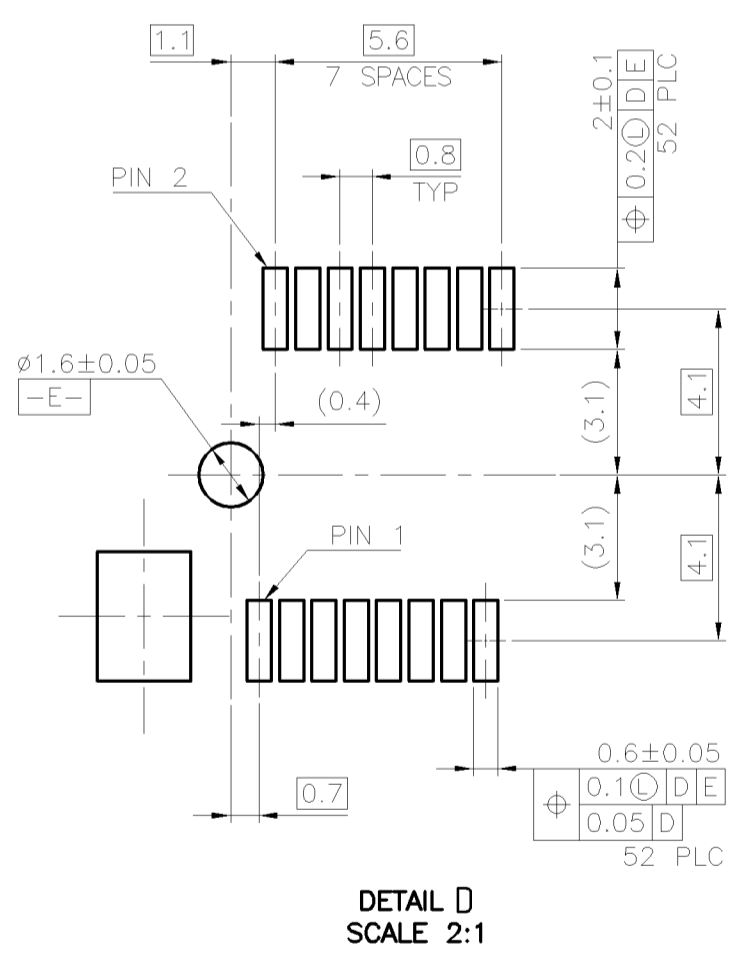 1.1
5.6
7 SPACES
0.8
TYP
PIN 2
2±0.1
⌖ 0.2Ⓛ D E
52 PLC
ø1.6±0.05
-E-
(0.4)
(3.1)
4.1
PIN 1
(3.1)
4.1
0.7
0.6±0.05
⌖ 0.1Ⓛ D E
0.05 D
52 PLC
DETAIL D
SCALE 2:1